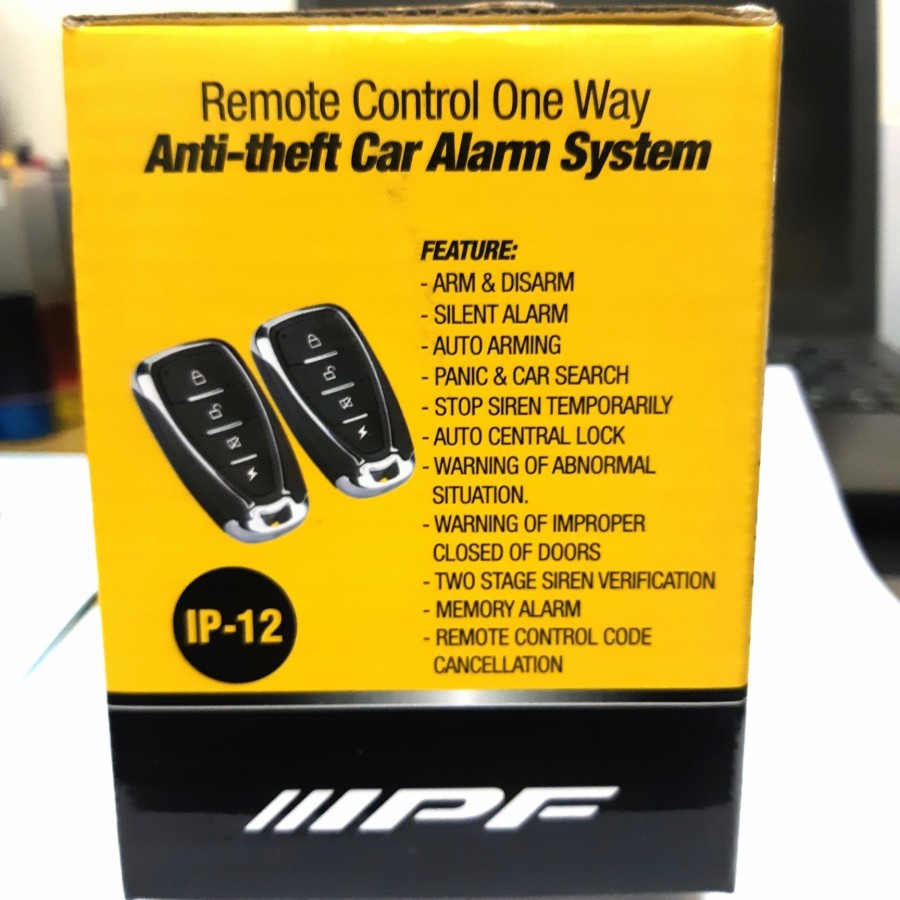 Remote Control One Way
Anti-theft Car Alarm System
FEATURE:
- ARM & DISARM
- SILENT ALARM
- AUTO ARMING
- PANIC & CAR SEARCH
- STOP SIREN TEMPORARILY
- AUTO CENTRAL LOCK
- WARNING OF ABNORMAL
SITUATION.
- WARNING OF IMPROPER
CLOSED OF DOORS
- TWO STAGE SIREN VERIFICATION
- MEMORY ALARM
- REMOTE CONTROL CODE
CANCELLATION
IP-12
IPF